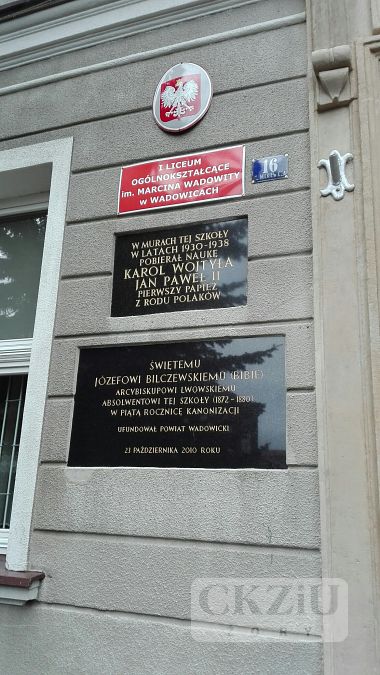 I LICEUM
OGÓLNOKSZTAŁCĄCE
im. MARCINA WADOWITY
w WADOWICACH
16
W MURACH TEJ SZKOŁY
W LATACH 1930-1938
POBIERAŁ NAUKĘ
KAROL WOJTYŁA
JAN PAWEŁ II
PIERWSZY PAPIEŻ
Z RODU POLAKÓW
ŚWIĘTEMU
JÓZEFOWI BILCZEWSKIEMU (BIBIE)
ARCYBISKUPOWI LWOWSKIEMU
ABSOLWENTOWI TEJ SZKOŁY (1872-1880)
W PIĄTĄ ROCZNICĘ KANONIZACJI
UFUNDOWAŁ POWIAT WADOWICKI
23 PAŹDZIERNIKA 2010 ROKU
CKZiU
ŻORY